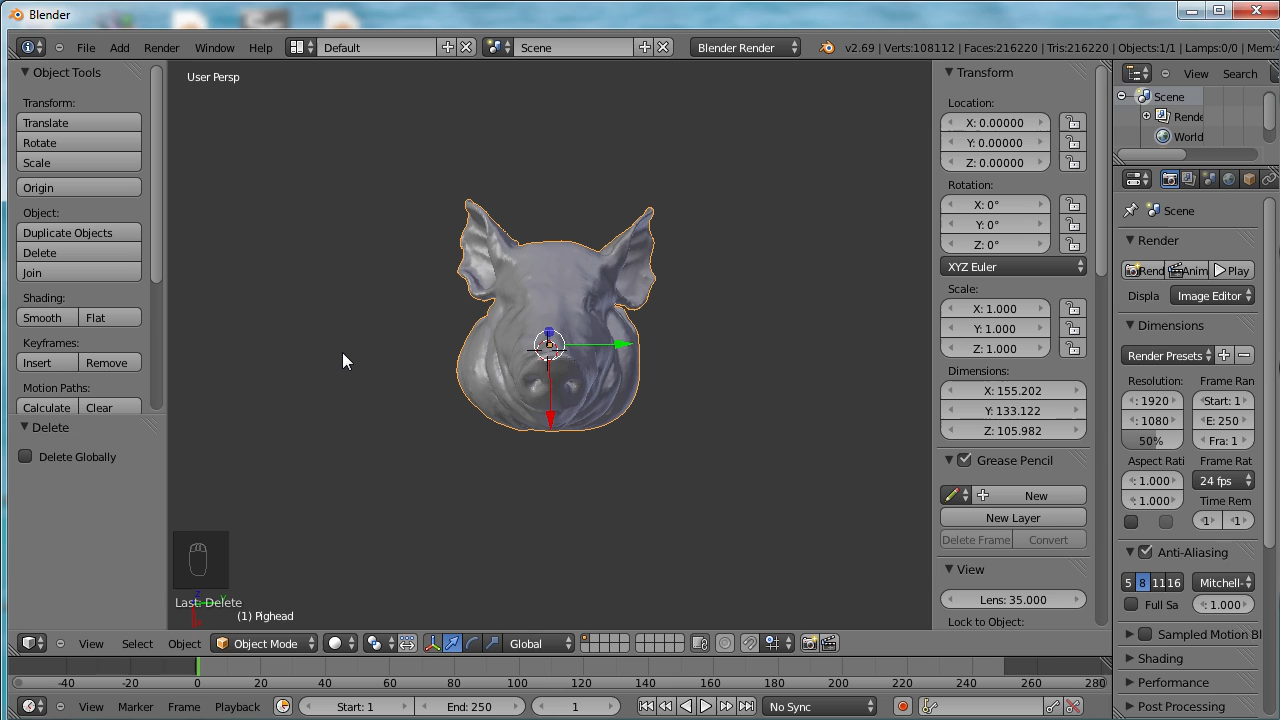 Blender
File Add Render Window Help Default Scene Blender Render v2.69 | Verts:108112 | Faces:216220 | Tris:216220 | Objects:1/1 | Lamps:0/0 | Mem:
Object Tools
Transform:
Translate
Rotate
Scale
Origin
Object:
Duplicate Objects
Delete
Join
Shading:
Smooth Flat
Keyframes:
Insert Remove
Motion Paths:
Calculate Clear
Delete
Delete Globally
User Persp
Last: Delete
(1) Pighead
Transform
Location:
X: 0.00000
Y: 0.00000
Z: 0.00000
Rotation:
X: 0°
Y: 0°
Z: 0°
XYZ Euler
Scale:
X: 1.000
Y: 1.000
Z: 1.000
Dimensions:
X: 155.202
Y: 133.122
Z: 105.982
Grease Pencil
New
New Layer
Delete Frame Convert
View
Lens: 35.000
Lock to Object:
View Search
Scene
Rende
World
Scene
Render
Rend Anim Play
Displa Image Editor
Dimensions
Render Presets
Resolution: Frame Ran
: 1920 Start: 1
: 1080 E: 250
50% Fra: 1
Aspect Rati Frame Rat
: 1.000 24 fps
: 1.000 Time Rem
1 1
Anti-Aliasing
5 8 11 16 Mitchell-
Full Sa : 1.000
Sampled Motion Bl
Shading
Performance
Post Processing
View Select Object Object Mode Global
-40 -20 0 20 40 60 80 100 120 140 160 180 200 220 240 260 280
View Marker Frame Playback Start: 1 End: 250 1 No Sync